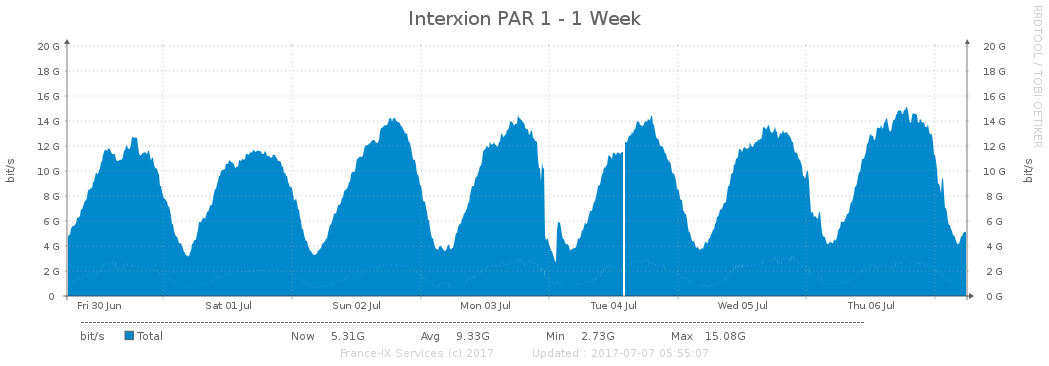 Interxion PAR 1 - 1 Week
RRDTOOL / TOBI OETIKER
20 G 20 G
18 G 18 G
16 G 16 G
14 G 14 G
12 G 12 G
10 G 10 G
8 G 8 G
6 G 6 G
4 G 4 G
2 G 2 G
0 0 G
bit/s
bit/s
Fri 30 Jun Sat 01 Jul Sun 02 Jul Mon 03 Jul Tue 04 Jul Wed 05 Jul Thu 06 Jul
bit/s Total Now 5.31G Avg 9.33G Min 2.73G Max 15.08G
France-IX Services (c) 2017 Updated : 2017-07-07 05:55:07